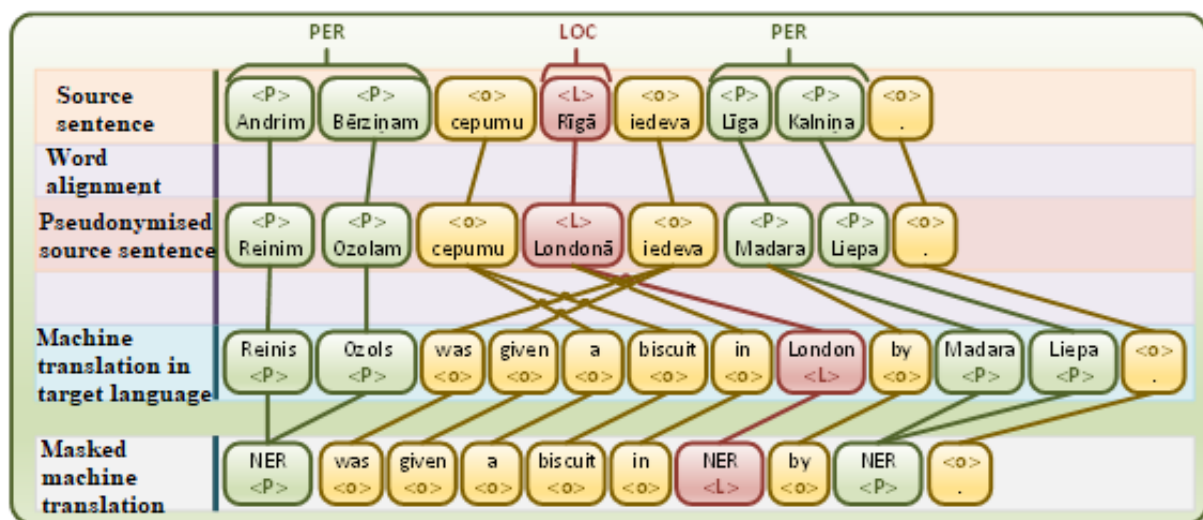 PER LOC PER
Source sentence
<P> <P> <o> <L> <o> <P> <P> <o>
Andrim Bērziņam cepumu Rīgā iedeva Līga Kalniņa .
Word alignment
Pseudonymised source sentence
<P> <P> <o> <L> <o> <P> <P> <o>
Reinim Ozolam cepumu Londonā iedeva Madara Liepa .
Machine translation in target language
Reinis Ozols was given a biscuit in London by Madara Liepa <o>
<P> <P> <o> <o> <o> <o> <o> <L> <o> <P> <P> .
Masked machine translation
NER was given a biscuit in NER by NER <o>
<P> <o> <o> <o> <o> <o> <L> <o> <P> .